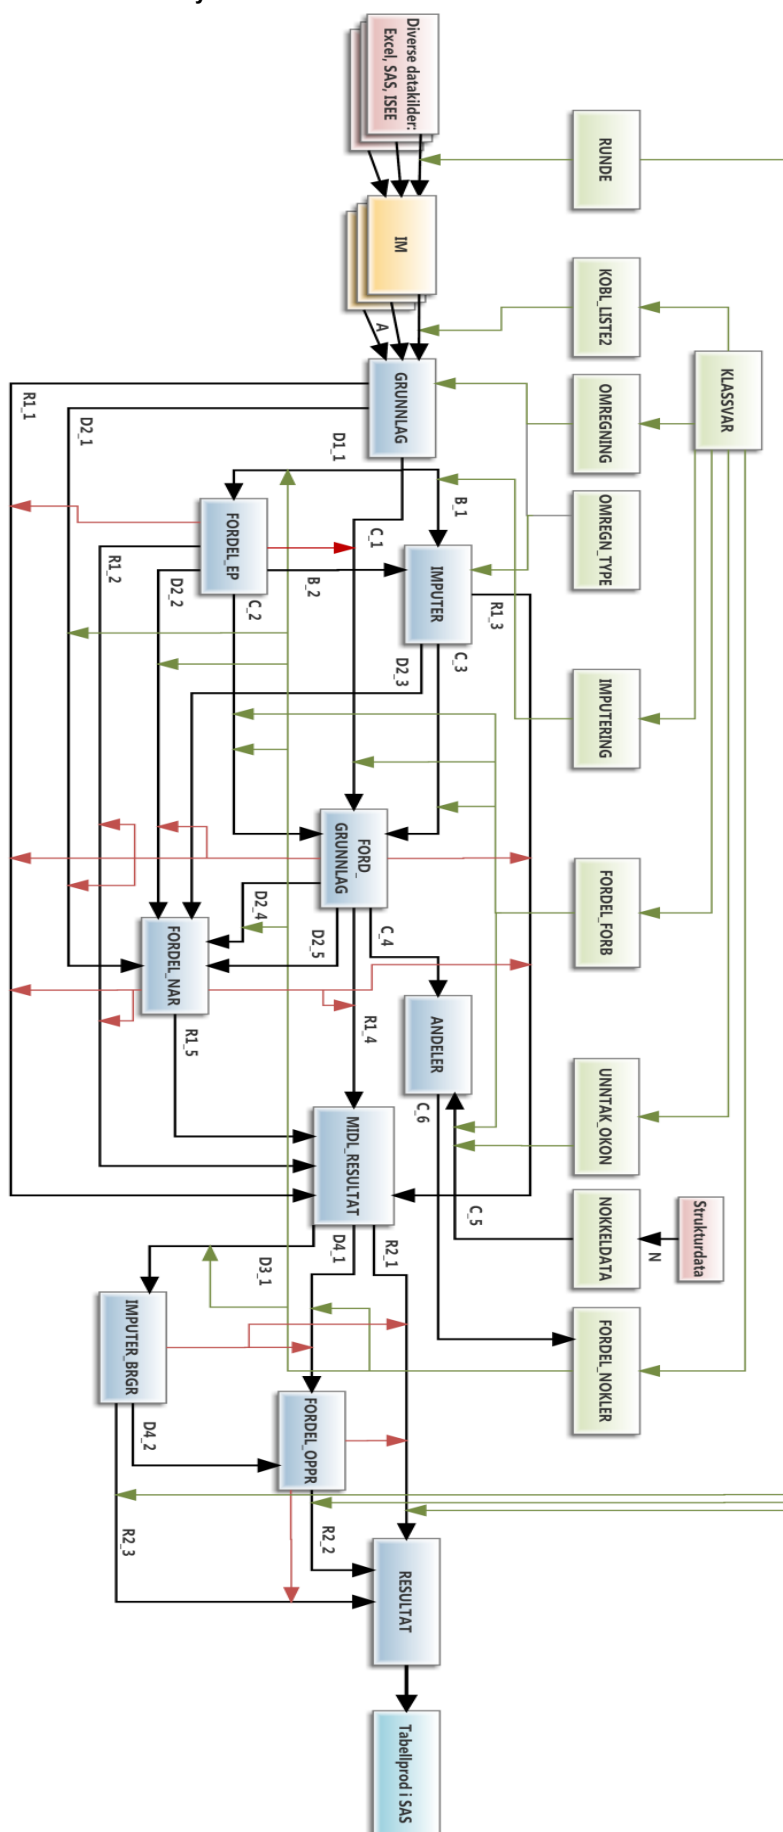 Diverse datakilder:
Excel, SAS, ISEE
RUNDE
IM
A
KOBL_LISTE2
KLASSVAR
GRUNNLAG
OMREGNING
R1_1
D2_1
D1_1
C_1
B_1
OMREGN_TYPE
FORDEL_EP
IMPUTER
R1_2
D2_2
C_2
B_2
R1_3
C_3
D2_3
IMPUTERING
FORD_
GRUNNLAG
FORDEL_FORB
D2_4
D2_5
C_4
FORDEL_NAR
ANDELER
UNNTAK_OKON
R1_5
R1_4
C_6
C_5
MIDL_RESULTAT
NOKKELDATA
N
Strukturdata
D3_1
D4_1
R2_1
IMPUTER_BRGR
FORDEL_NOKLER
D4_2
FORDEL_OPPR
R2_3
R2_2
RESULTAT
Tabellprod i SAS